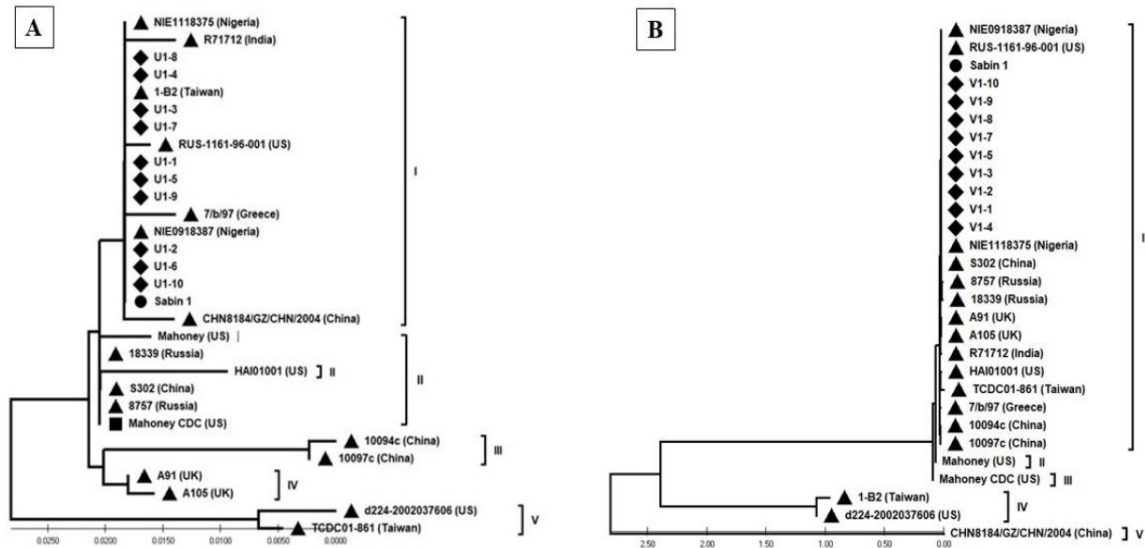 A
NIE1118375 (Nigeria)
R71712 (India)
U1-8
U1-4
1-B2 (Taiwan)
U1-3
U1-7
RUS-1161-96-001 (US)
U1-1
U1-5
U1-9
7/b/97 (Greece)
NIE0918387 (Nigeria)
U1-2
U1-6
U1-10
Sabin 1
CHN8184/GZ/CHN/2004 (China)
I
Mahoney (US)
18339 (Russia)
HAI01001 (US) II
S302 (China)
8757 (Russia)
Mahoney CDC (US)
II
10094c (China)
10097c (China)
III
A91 (UK)
A105 (UK)
IV
d224-2002037606 (US)
TCDC01-861 (Taiwan)
V
0.0250 0.0200 0.0150 0.0100 0.0050 0.0000
B
NIE0918387 (Nigeria)
RUS-1161-96-001 (US)
Sabin 1
V1-10
V1-9
V1-8
V1-7
V1-5
V1-3
V1-2
V1-1
V1-4
NIE1118375 (Nigeria)
S302 (China)
8757 (Russia)
18339 (Russia)
A91 (UK)
A105 (UK)
R71712 (India)
HAI01001 (US)
TCDC01-861 (Taiwan)
7/b/97 (Greece)
10094c (China)
10097c (China)
I
Mahoney (US) II
Mahoney CDC (US) III
1-B2 (Taiwan)
d224-2002037606 (US)
IV
CHN8184/GZ/CHN/2004 (China) V
2.50 2.00 1.50 1.00 0.50 0.00